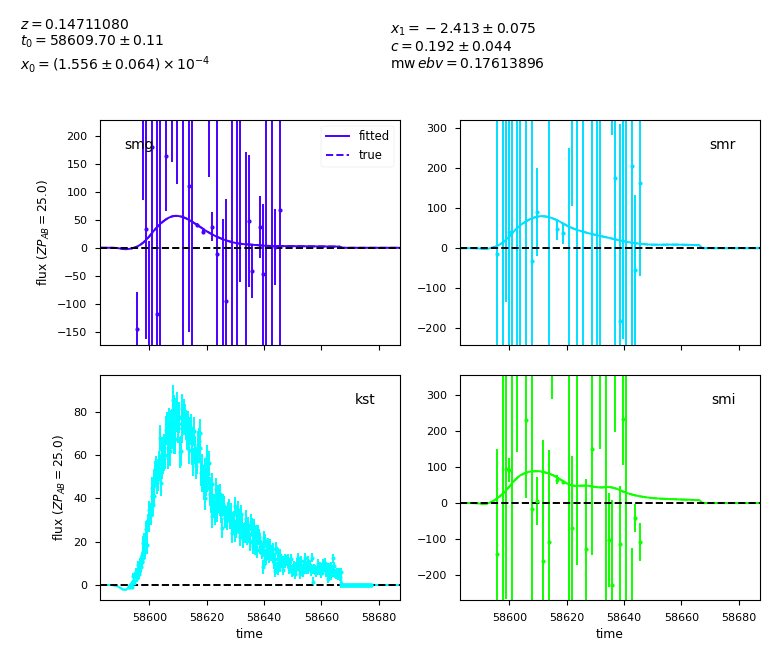 z = 0.14711080
t0 = 58609.70 ± 0.11
x0 = (1.556 ± 0.064) × 10^−4
x1 = −2.413 ± 0.075
c = 0.192 ± 0.044
mw ebv = 0.17613896
smg
fitted
true
200
150
100
50
0
−50
−100
−150
flux (ZP_AB = 25.0)
smr
300
200
100
0
−100
−200
kst
80
60
40
20
0
flux (ZP_AB = 25.0)
58600 58620 58640 58660 58680
time
smi
300
200
100
0
−100
−200
58600 58620 58640 58660 58680
time